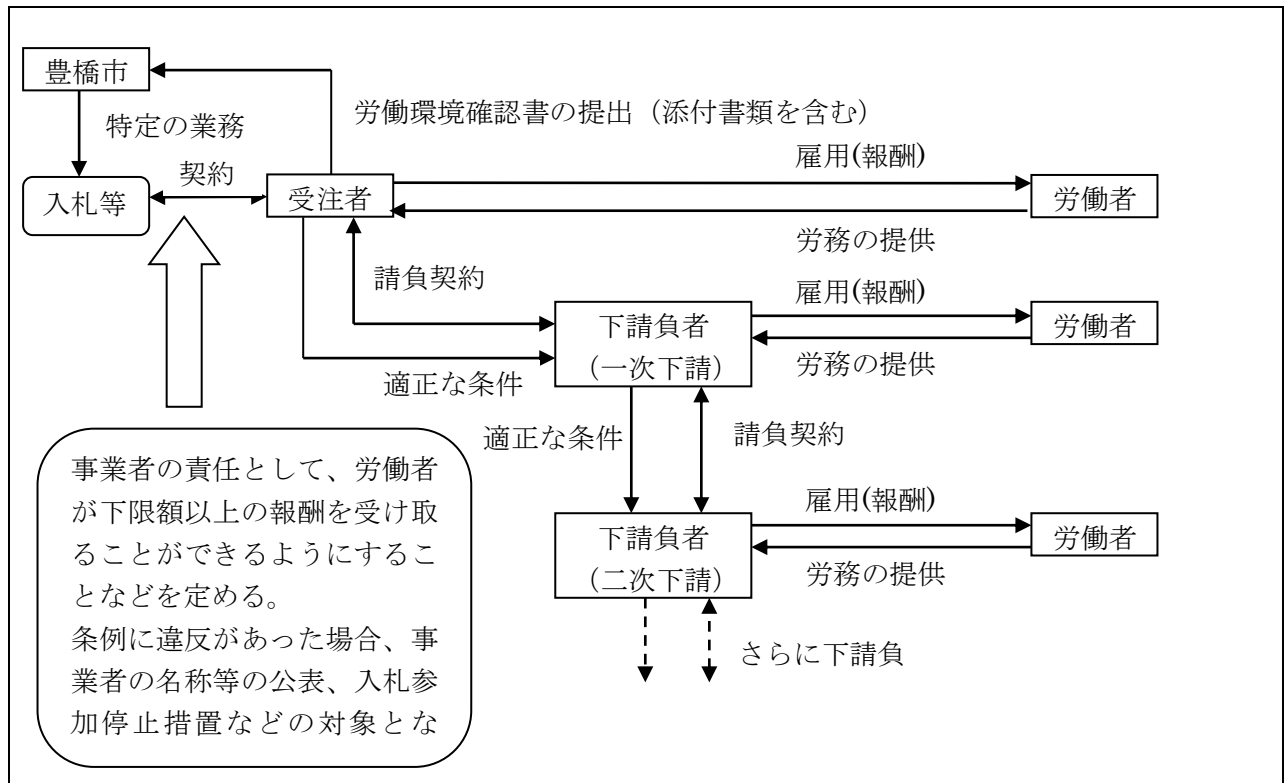 豊橋市
労働環境確認書の提出（添付書類を含む）
特定の業務
雇用(報酬)
契約
入札等
受注者
労働者
労務の提供
請負契約
雇用(報酬)
下請負者
（一次下請）
労働者
労務の提供
適正な条件
適正な条件
請負契約
事業者の責任として、労働者
が下限額以上の報酬を受け取
ることができるようにするこ
となどを定める。
条例に違反があった場合、事
業者の名称等の公表、入札参
加停止措置などの対象とな
雇用(報酬)
下請負者
（二次下請）
労働者
労務の提供
さらに下請負